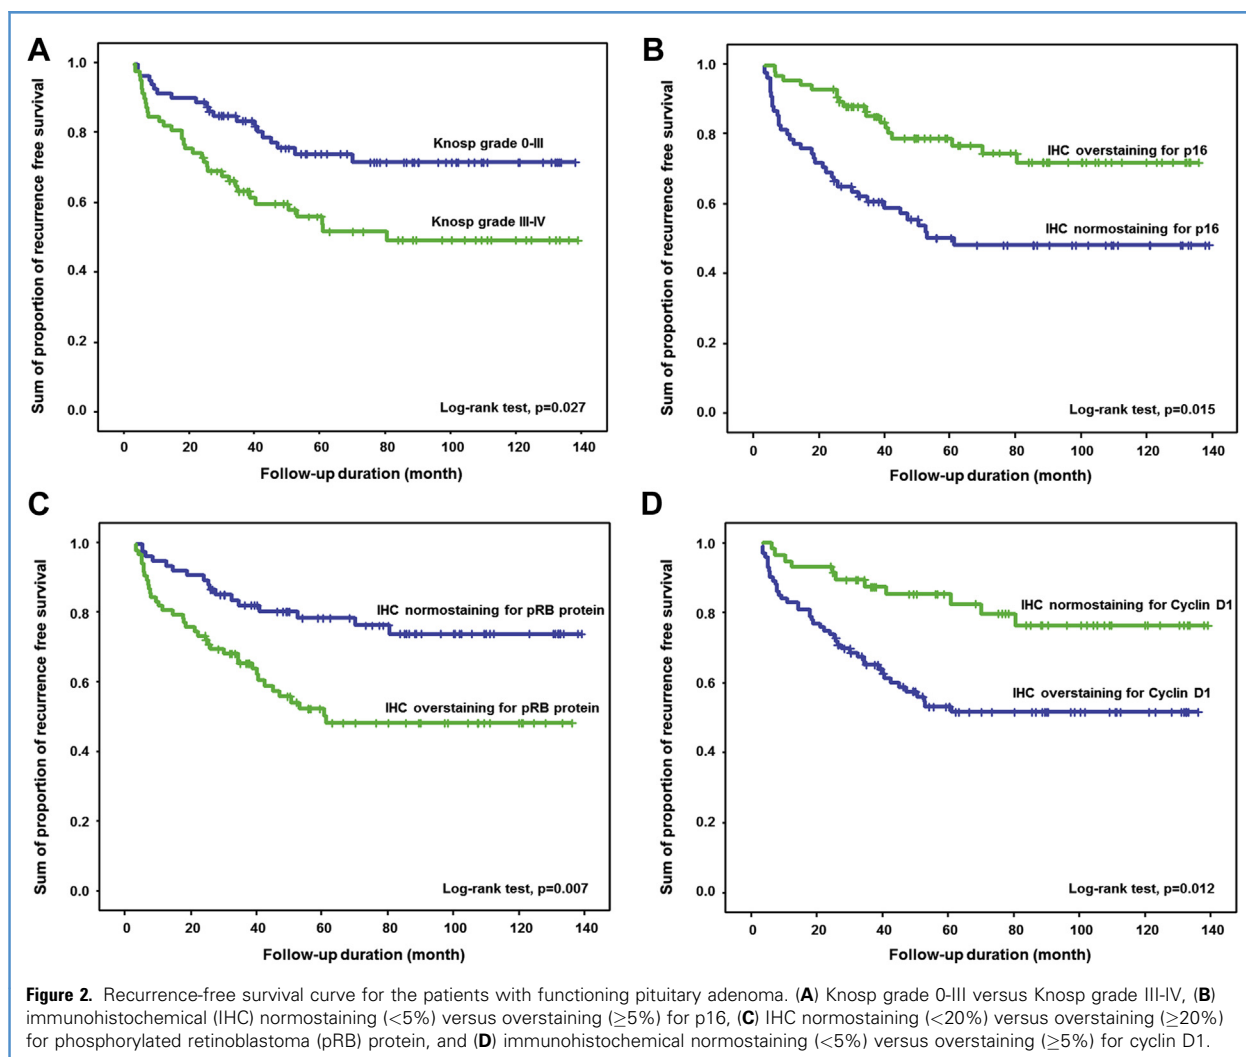 A
Sum of proportion of recurrence free survival
1.0
0.8
0.6
0.4
0.2
0.0
Knosp grade 0-III
Knosp grade III-IV
Log-rank test, p=0.027
0 20 40 60 80 100 120 140
Follow-up duration (month)
B
Sum of proportion of recurrence free survival
1.0
0.8
0.6
0.4
0.2
0.0
IHC overstaining for p16
IHC normostaining for p16
Log-rank test, p=0.015
0 20 40 60 80 100 120 140
Follow-up duration (month)
C
Sum of proportion of recurrence free survival
1.0
0.8
0.6
0.4
0.2
0.0
IHC normostaining for pRB protein
IHC overstaining for pRB protein
Log-rank test, p=0.007
0 20 40 60 80 100 120 140
Follow-up duration (month)
D
Sum of proportion of recurrence free survival
1.0
0.8
0.6
0.4
0.2
0.0
IHC normostaining for Cyclin D1
IHC overstaining for Cyclin D1
Log-rank test, p=0.012
0 20 40 60 80 100 120 140
Follow-up duration (month)
Figure 2. Recurrence-free survival curve for the patients with functioning pituitary adenoma. (A) Knosp grade 0-III versus Knosp grade III-IV, (B)
immunohistochemical (IHC) normostaining (<5%) versus overstaining (≥5%) for p16, (C) IHC normostaining (<20%) versus overstaining (≥20%)
for phosphorylated retinoblastoma (pRB) protein, and (D) immunohistochemical normostaining (<5%) versus overstaining (≥5%) for cyclin D1.